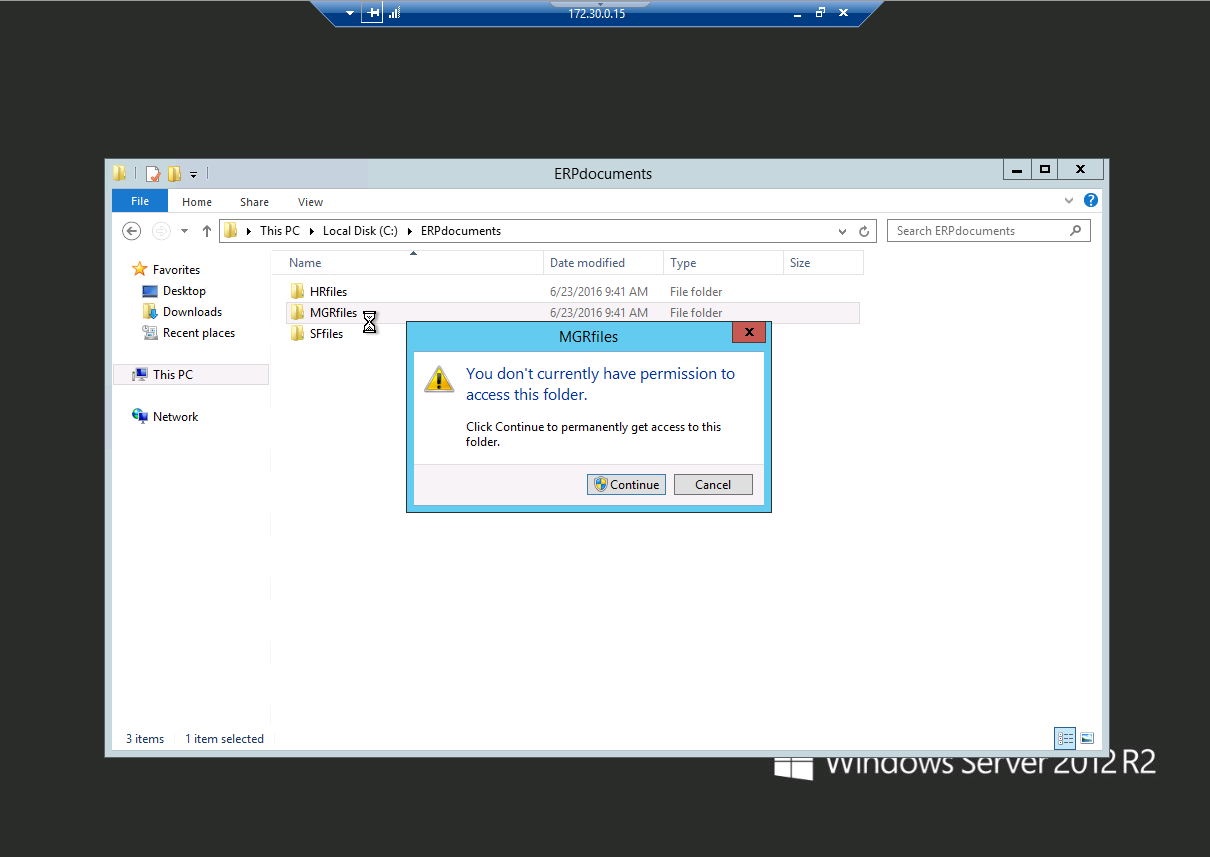 172.30.0.15
ERPdocuments
File Home Share View
This PC Local Disk (C:) ERPdocuments
Search ERPdocuments
Name Date modified Type Size
Favorites
Desktop
Downloads
Recent places
This PC
Network
HRfiles 6/23/2016 9:41 AM File folder
MGRfiles 6/23/2016 9:41 AM File folder
SFfiles
MGRfiles
You don't currently have permission to
access this folder.
Click Continue to permanently get access to this
folder.
Continue Cancel
3 items 1 item selected
Windows Server 2012 R2